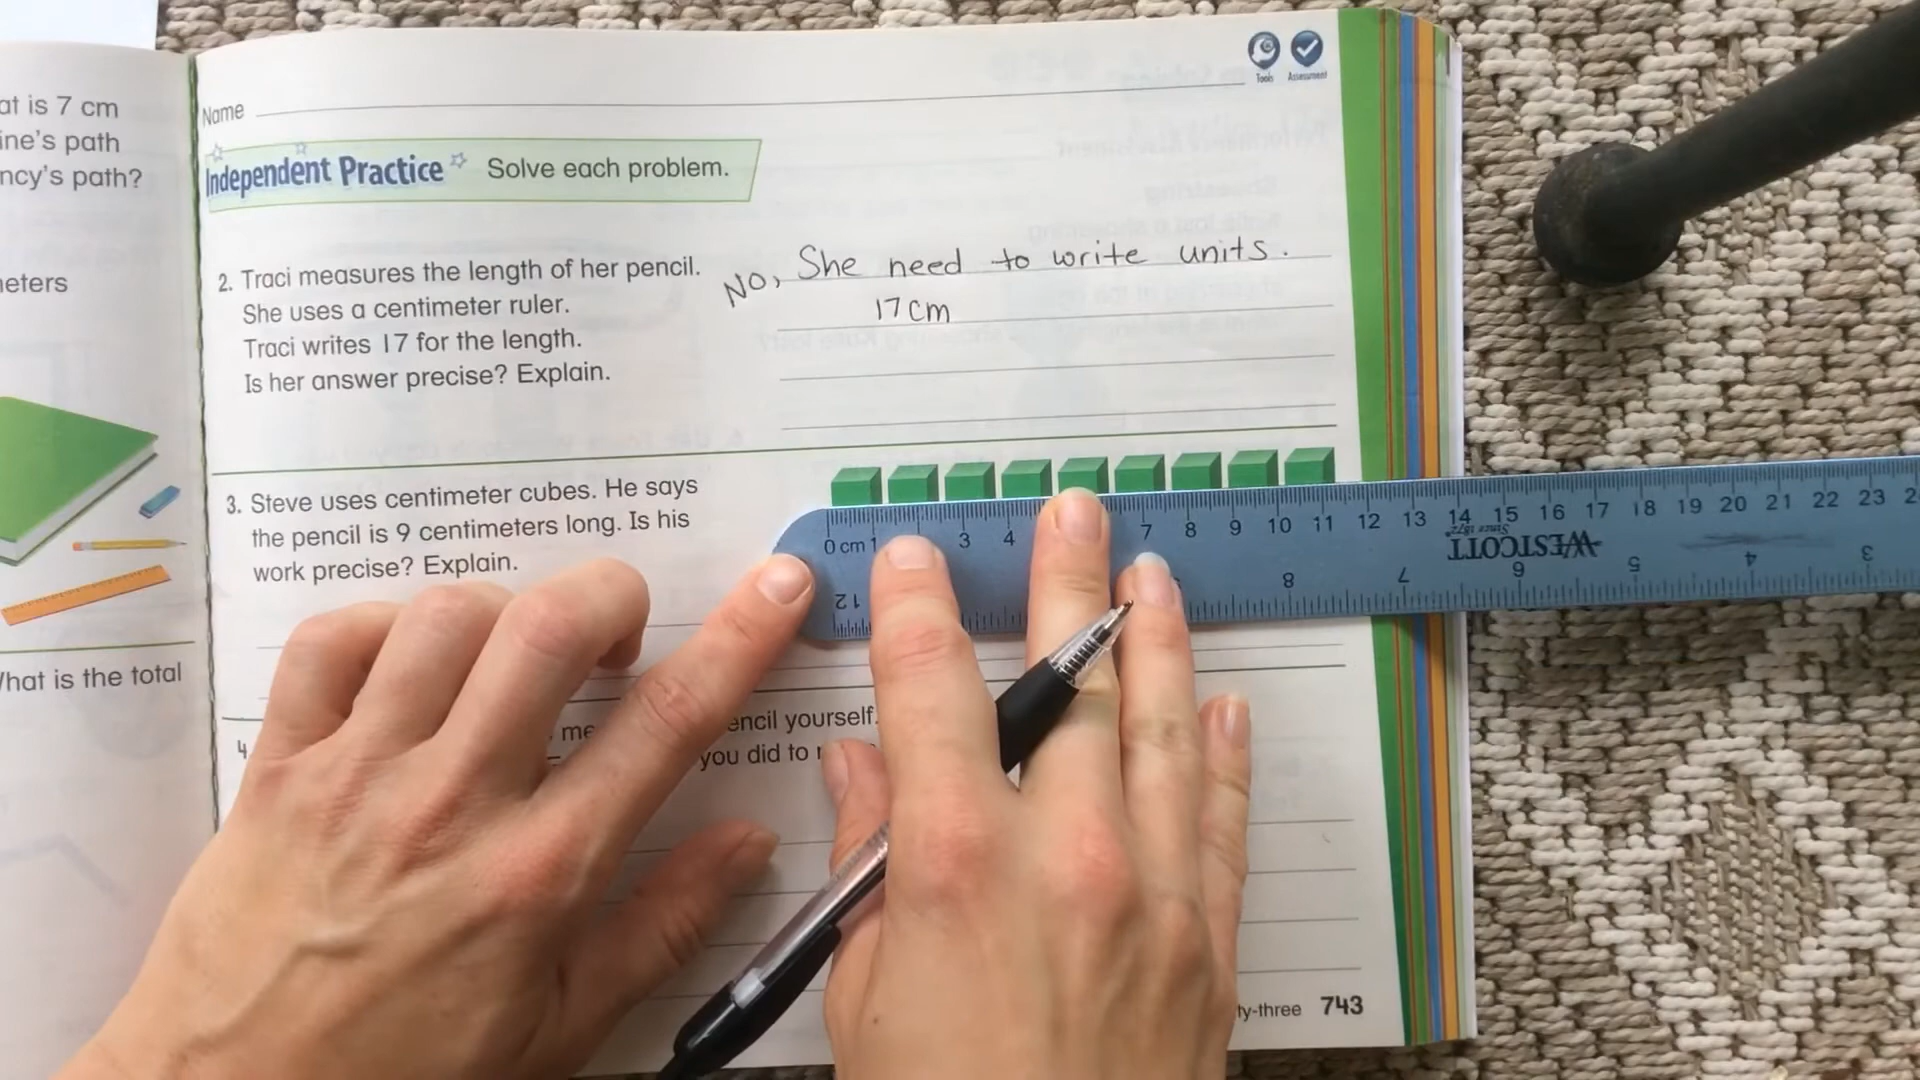 at is 7 cm
ine's path
ncy's path?
eters
hat is the total
Tools Assessment
Name
Independent Practice Solve each problem.
2. Traci measures the length of her pencil.
She uses a centimeter ruler.
Traci writes 17 for the length.
Is her answer precise? Explain.
No, She need to write units.
17cm
3. Steve uses centimeter cubes. He says
the pencil is 9 centimeters long. Is his
work precise? Explain.
0 cm 1 3 4 7 8 9 10 11 12 13 14 15 16 17 18 19 20 21 22 23
WESTCOTT
12 8 7 6 5 4 3
4 me encil yourself.
you did to
ty-three 743